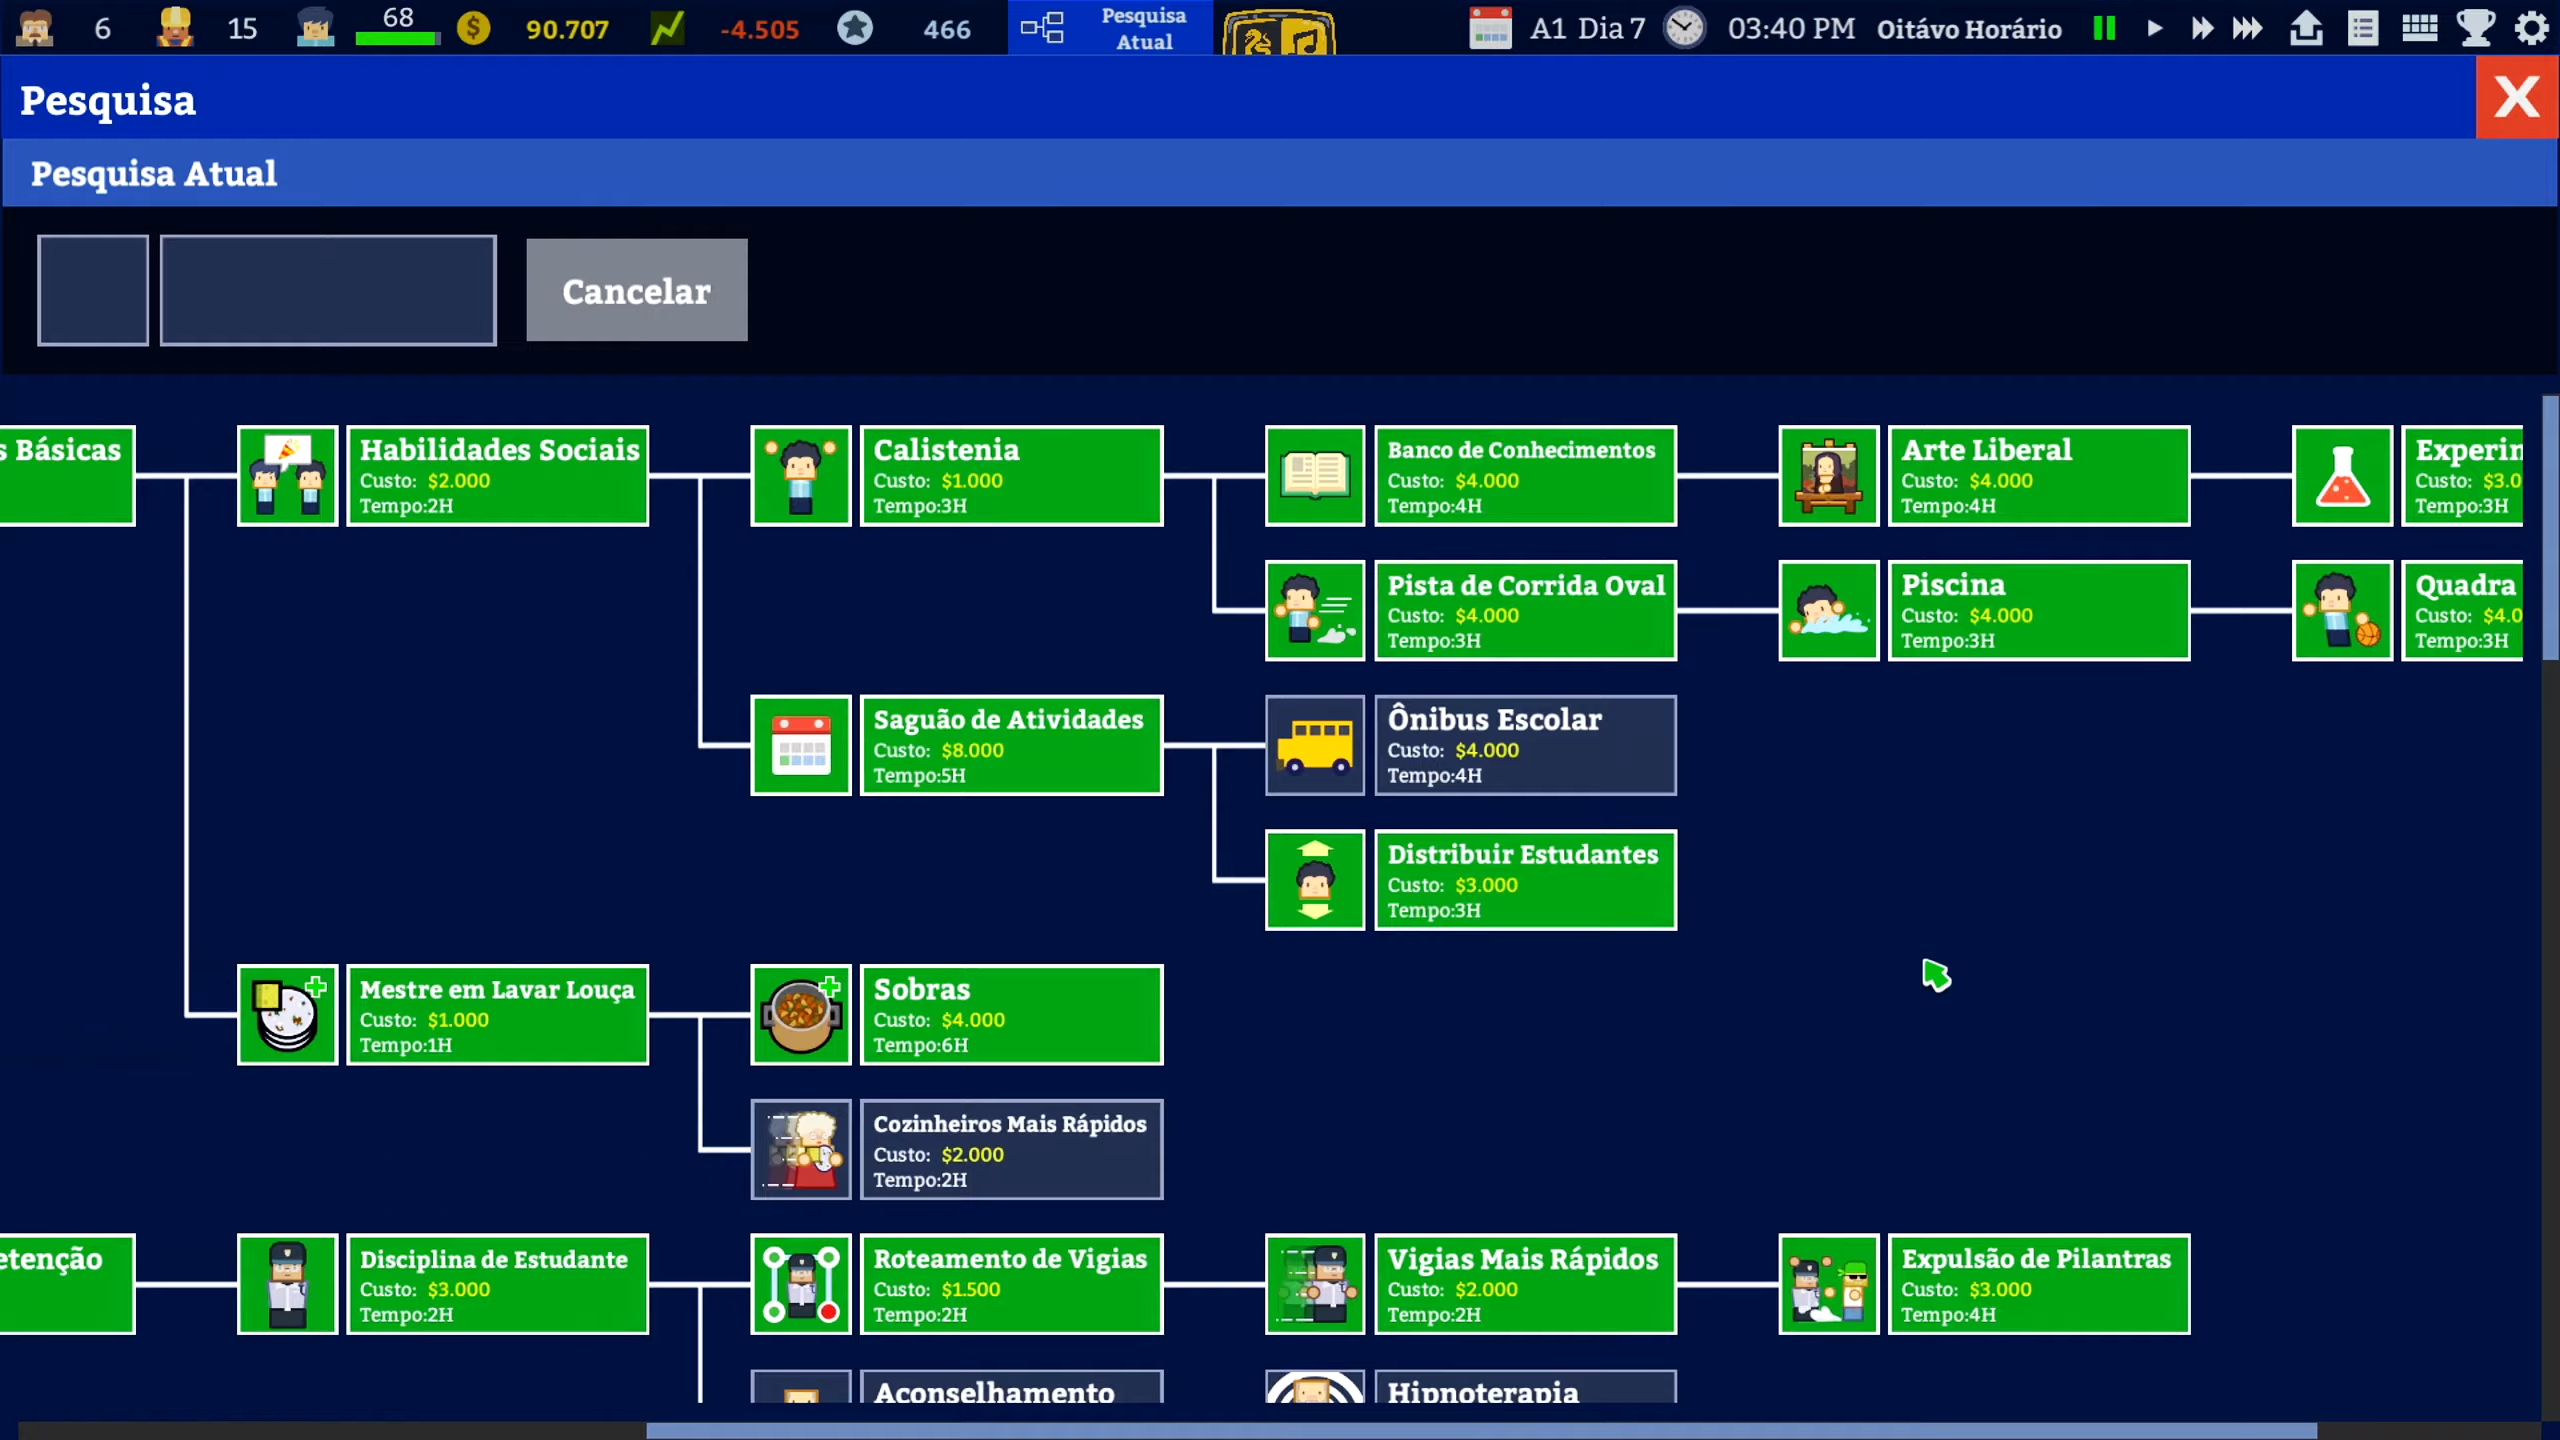 6
15
68
90.707
-4.505
466
Pesquisa
Atual
A1 Dia 7
03:40 PM
Oitávo Horário
Pesquisa
X
Pesquisa Atual
Cancelar
s Básicas
Habilidades Sociais
Custo: $2.000
Tempo:2H
Calistenia
Custo: $1.000
Tempo:3H
Banco de Conhecimentos
Custo: $4.000
Tempo:4H
Arte Liberal
Custo: $4.000
Tempo:4H
Experin
Custo: $3.0
Tempo:3H
Pista de Corrida Oval
Custo: $4.000
Tempo:3H
Piscina
Custo: $4.000
Tempo:3H
Quadra
Custo: $4.0
Tempo:3H
Saguão de Atividades
Custo: $8.000
Tempo:5H
Ônibus Escolar
Custo: $4.000
Tempo:4H
Distribuir Estudantes
Custo: $3.000
Tempo:3H
Mestre em Lavar Louça
Custo: $1.000
Tempo:1H
Sobras
Custo: $4.000
Tempo:6H
Cozinheiros Mais Rápidos
Custo: $2.000
Tempo:2H
etenção
Disciplina de Estudante
Custo: $3.000
Tempo:2H
Roteamento de Vigias
Custo: $1.500
Tempo:2H
Vigias Mais Rápidos
Custo: $2.000
Tempo:2H
Expulsão de Pilantras
Custo: $3.000
Tempo:4H
Aconselhamento
Hipnoterapia